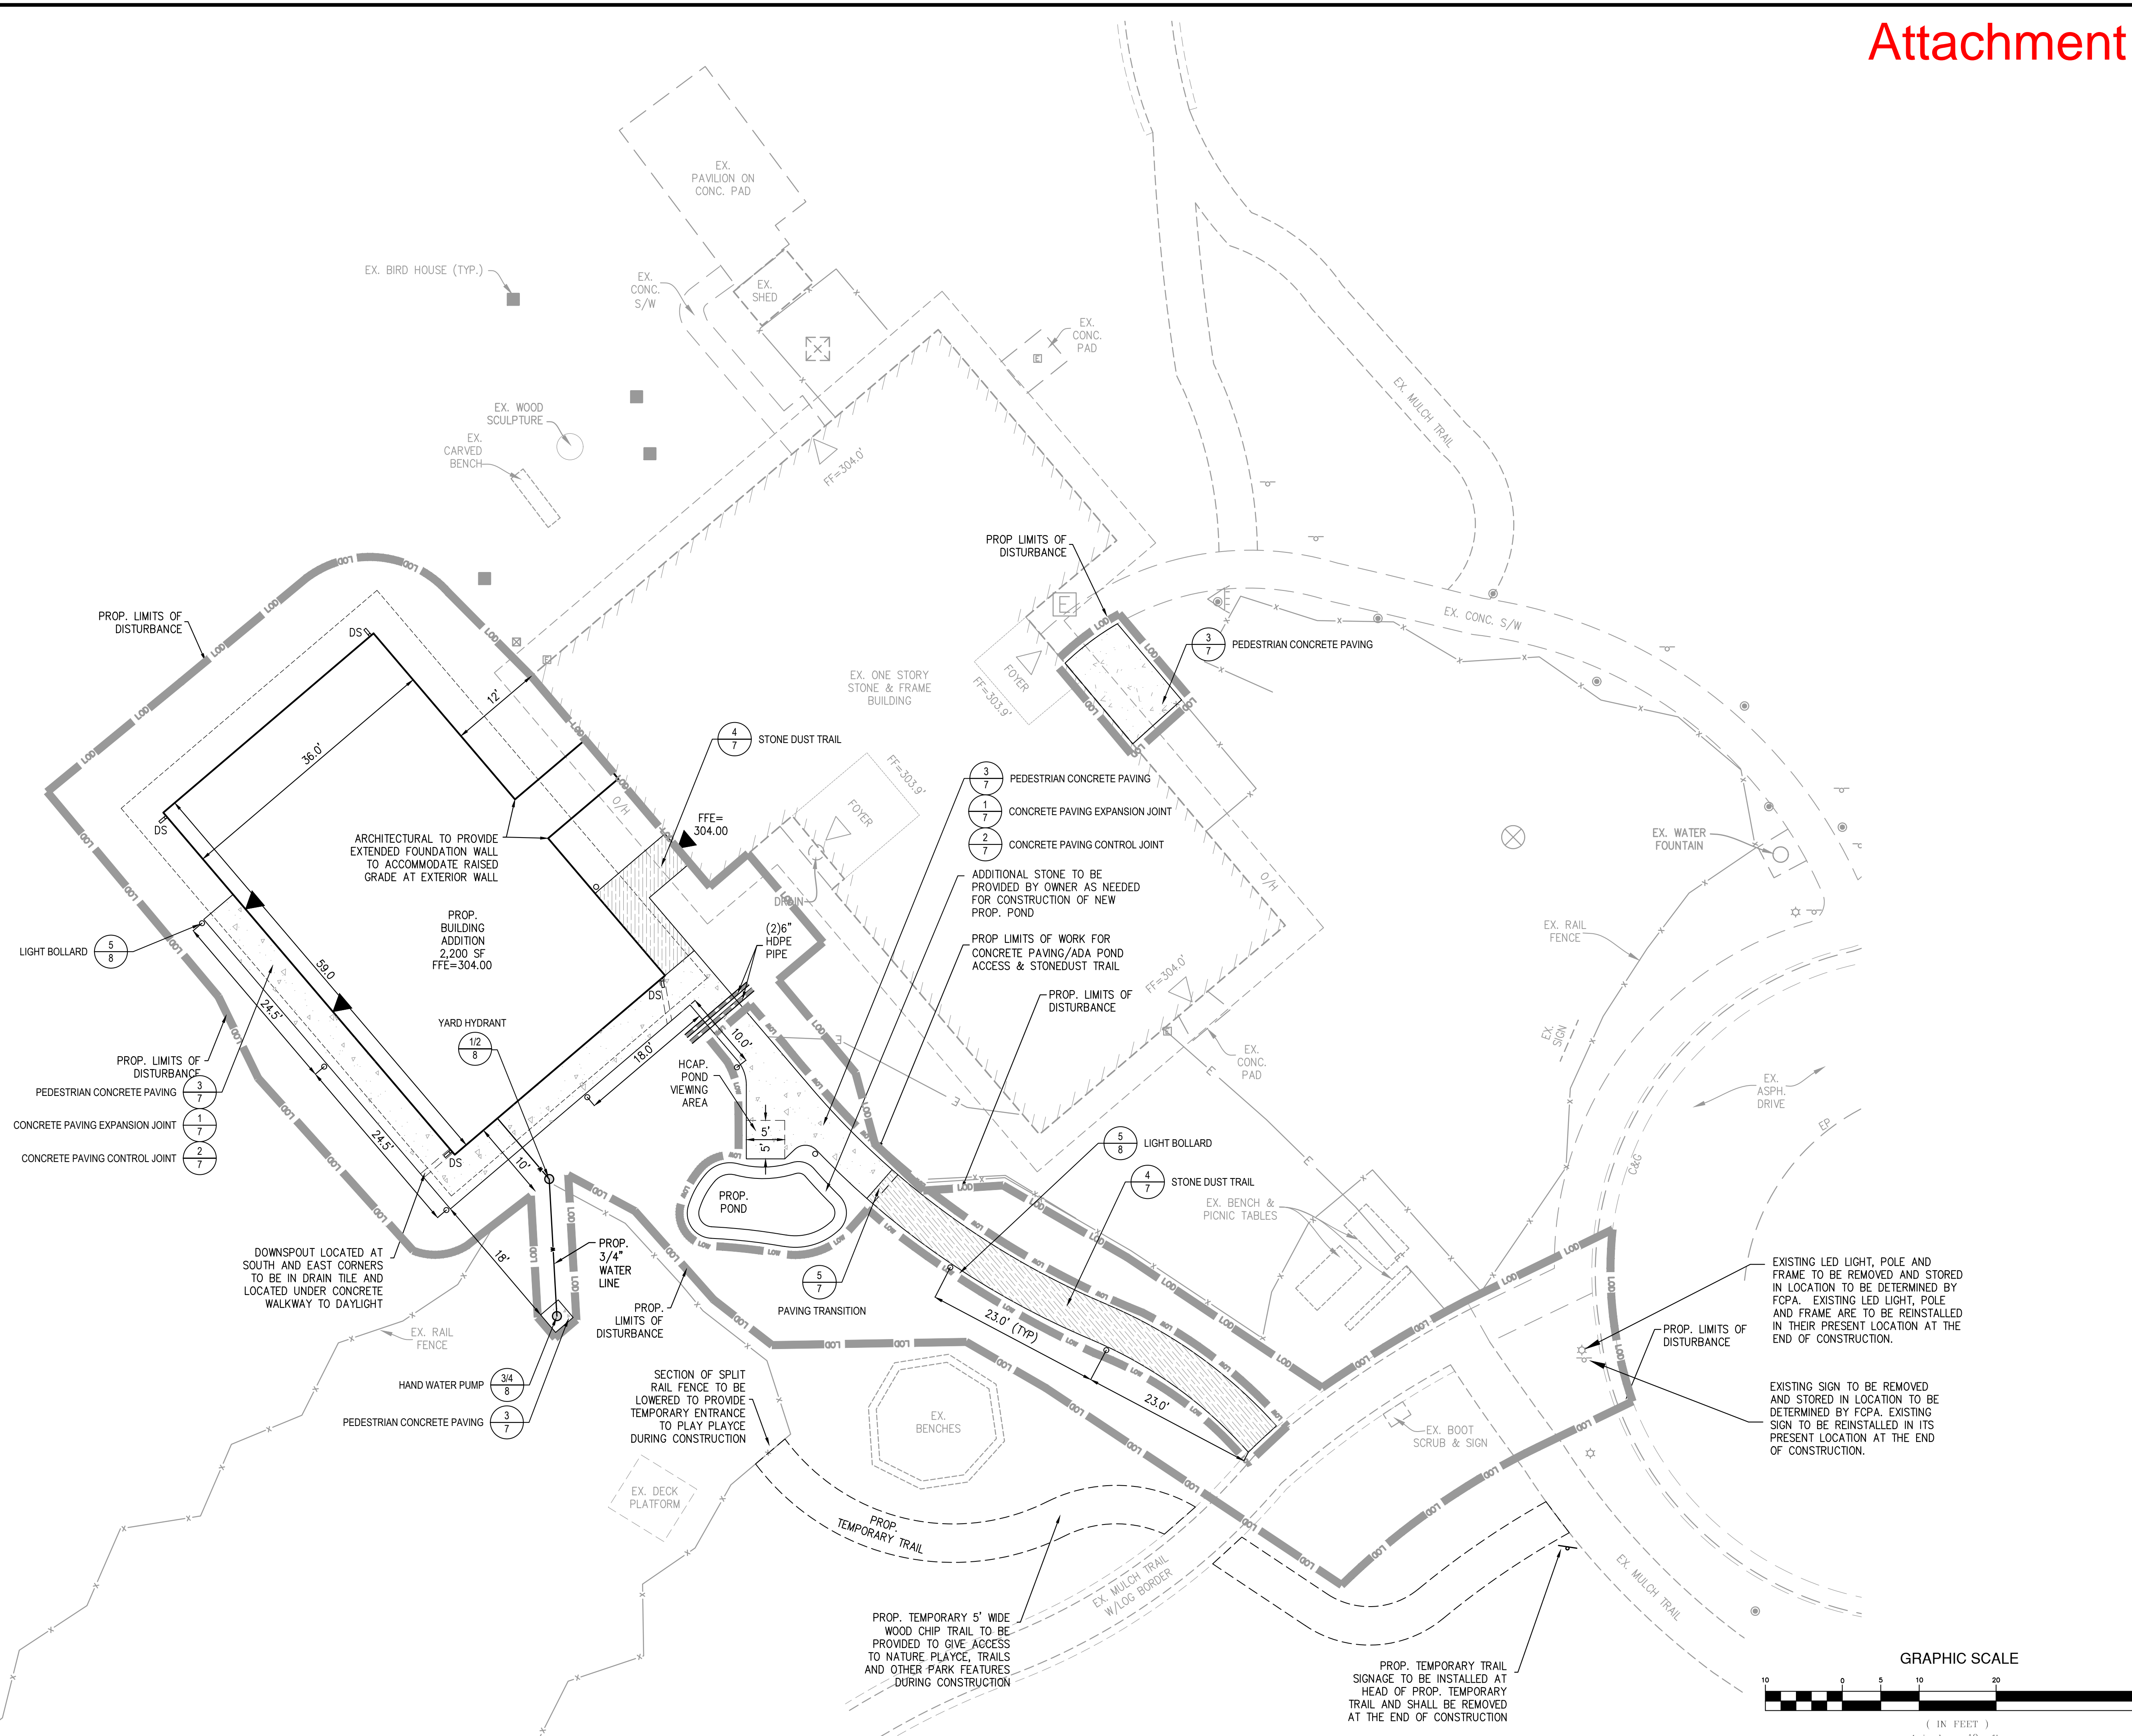 Attachment
EX.
PAVILION ON
CONC. PAD
EX. BIRD HOUSE (TYP.)
EX.
CONC.
S/W
EX.
SHED
EX.
CONC.
PAD
E
EX. MULCH TRAIL
EX. WOOD
SCULPTURE
EX.
CARVED
BENCH
FF=304.0'
PROP LIMITS OF
DISTURBANCE
E
EX. CONC. S/W
PROP. LIMITS OF
DISTURBANCE
DS
3
7
PEDESTRIAN CONCRETE PAVING
EX. ONE STORY
STONE & FRAME
BUILDING
FOYER
FF=303.9'
12'
36.0'
4
7
STONE DUST TRAIL
FF=303.9'
FOYER
O/H
FFE=
304.00
3
7
PEDESTRIAN CONCRETE PAVING
1
7
CONCRETE PAVING EXPANSION JOINT
2
7
CONCRETE PAVING CONTROL JOINT
DS
ARCHITECTURAL TO PROVIDE
EXTENDED FOUNDATION WALL
TO ACCOMMODATE RAISED
GRADE AT EXTERIOR WALL
EX. WATER
FOUNTAIN
ADDITIONAL STONE TO BE
PROVIDED BY OWNER AS NEEDED
FOR CONSTRUCTION OF NEW
PROP. POND
O/H
DRAIN
PROP.
BUILDING
ADDITION
2,200 SF
FFE=304.00
(2)6"
HDPE
PIPE
EX. RAIL
FENCE
PROP LIMITS OF WORK FOR
CONCRETE PAVING/ADA POND
ACCESS & STONEDUST TRAIL
LIGHT BOLLARD
5
8
59.0
FF=304.0'
DS
PROP. LIMITS OF
DISTURBANCE
24.5'
YARD HYDRANT
1/2
8
10.0'
18.0'
EX.
SIGN
EX.
CONC.
PAD
PROP. LIMITS OF
DISTURBANCE
PEDESTRIAN CONCRETE PAVING
3
7
CONCRETE PAVING EXPANSION JOINT
1
7
CONCRETE PAVING CONTROL JOINT
2
7
HCAP.
POND
VIEWING
AREA
E
E
E
EX.
ASPH.
DRIVE
EP
C&G
24.5'
5'
5'
DS
10'
5
8
LIGHT BOLLARD
4
7
STONE DUST TRAIL
E
PROP.
POND
EX. BENCH &
PICNIC TABLES
DOWNSPOUT LOCATED AT
SOUTH AND EAST CORNERS
TO BE IN DRAIN TILE AND
LOCATED UNDER CONCRETE
WALKWAY TO DAYLIGHT
18'
PROP.
3/4"
WATER
LINE
5
7
PAVING TRANSITION
EXISTING LED LIGHT, POLE AND
FRAME TO BE REMOVED AND STORED
IN LOCATION TO BE DETERMINED BY
FCPA. EXISTING LED LIGHT, POLE
AND FRAME ARE TO BE REINSTALLED
IN THEIR PRESENT LOCATION AT THE
END OF CONSTRUCTION.
PROP.
LIMITS OF
DISTURBANCE
23.0' (TYP)
PROP. LIMITS OF
DISTURBANCE
EX. RAIL
FENCE
HAND WATER PUMP
3/4
8
PEDESTRIAN CONCRETE PAVING
3
7
SECTION OF SPLIT
RAIL FENCE TO BE
LOWERED TO PROVIDE
TEMPORARY ENTRANCE
TO PLAY PLAYCE
DURING CONSTRUCTION
23.0'
EXISTING SIGN TO BE REMOVED
AND STORED IN LOCATION TO BE
DETERMINED BY FCPA. EXISTING
SIGN TO BE REINSTALLED IN ITS
PRESENT LOCATION AT THE END
OF CONSTRUCTION.
EX.
BENCHES
EX. BOOT
SCRUB & SIGN
EX. DECK
PLATFORM
PROP.
TEMPORARY TRAIL
EX. MULCH TRAIL
W/LOG BORDER
EX. MULCH TRAIL
PROP. TEMPORARY 5' WIDE
WOOD CHIP TRAIL TO BE
PROVIDED TO GIVE ACCESS
TO NATURE PLAYCE, TRAILS
AND OTHER PARK FEATURES
DURING CONSTRUCTION
PROP. TEMPORARY TRAIL
SIGNAGE TO BE INSTALLED AT
HEAD OF PROP. TEMPORARY
TRAIL AND SHALL BE REMOVED
AT THE END OF CONSTRUCTION
GRAPHIC SCALE
10 0 5 10 20
( IN FEET )